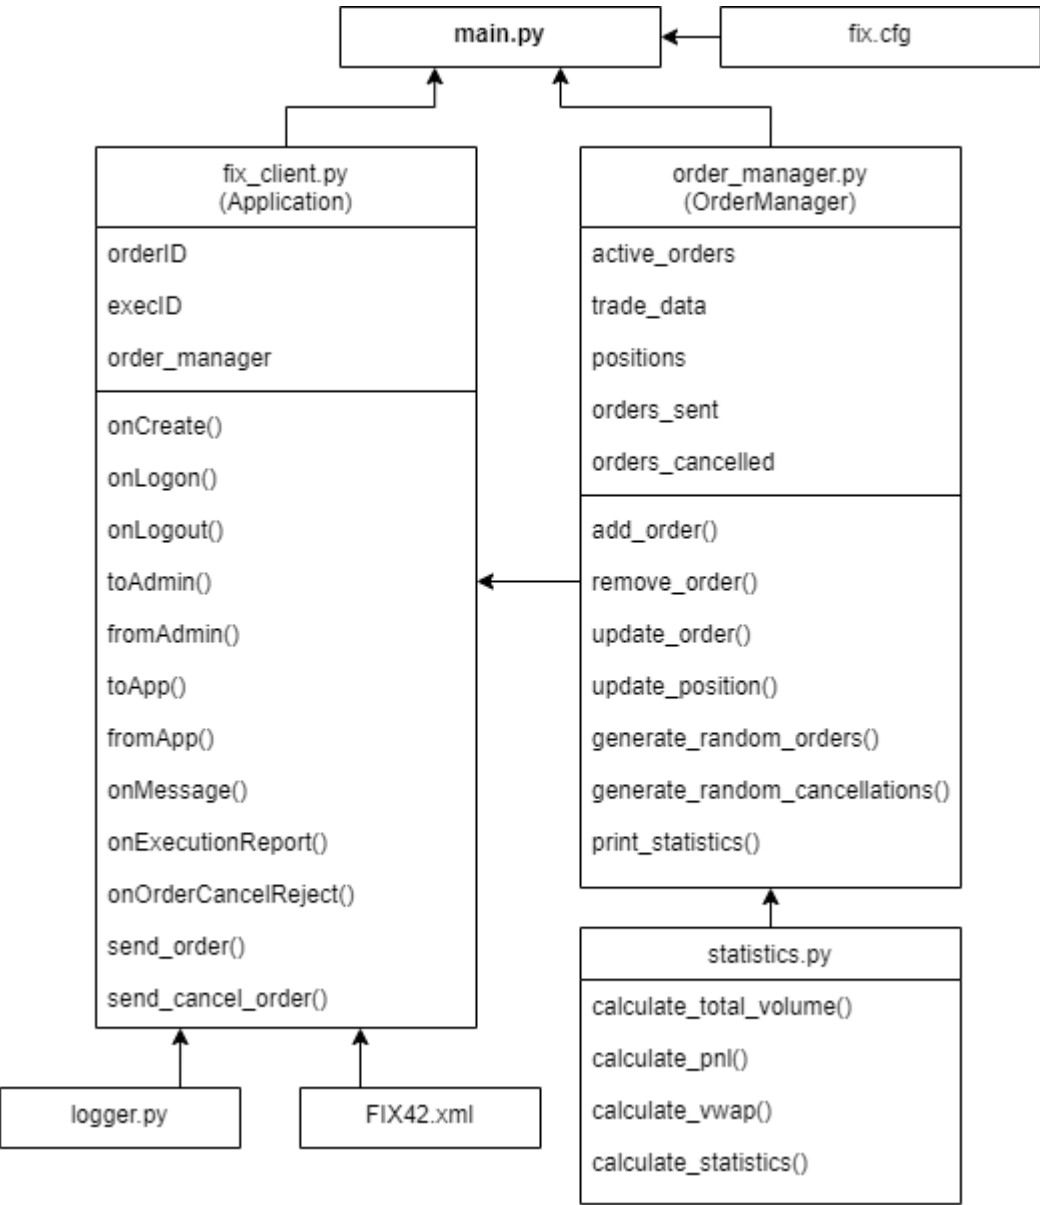 main.py
fix.cfg
fix_client.py
(Application)
orderID
execID
order_manager
onCreate()
onLogon()
onLogout()
toAdmin()
fromAdmin()
toApp()
fromApp()
onMessage()
onExecutionReport()
onOrderCancelReject()
send_order()
send_cancel_order()
order_manager.py
(OrderManager)
active_orders
trade_data
positions
orders_sent
orders_cancelled
add_order()
remove_order()
update_order()
update_position()
generate_random_orders()
generate_random_cancellations()
print_statistics()
logger.py
FIX42.xml
statistics.py
calculate_total_volume()
calculate_pnl()
calculate_vwap()
calculate_statistics()